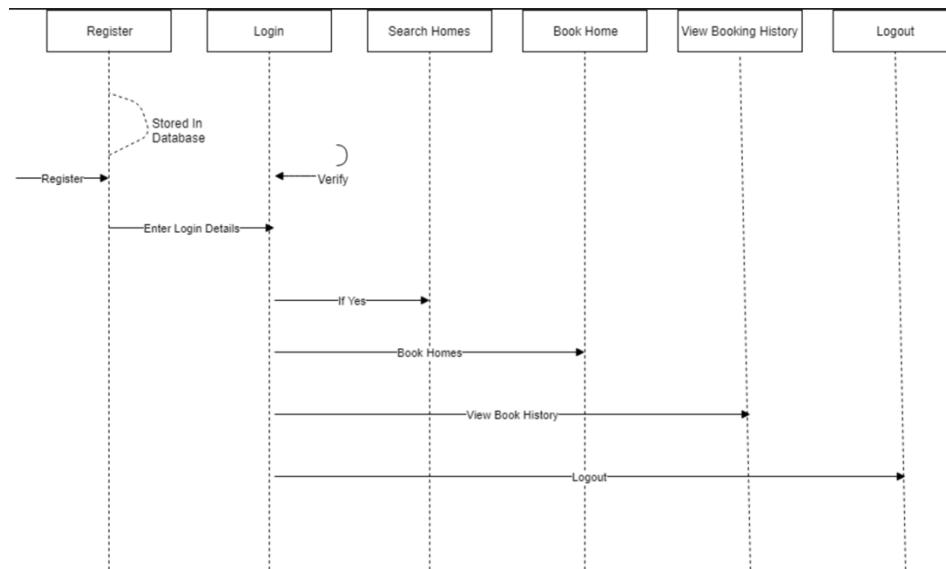 Register
Login
Search Homes
Book Home
View Booking History
Logout
Stored In
Database
Register
Verify
Enter Login Details
If Yes
Book Homes
View Book History
Logout